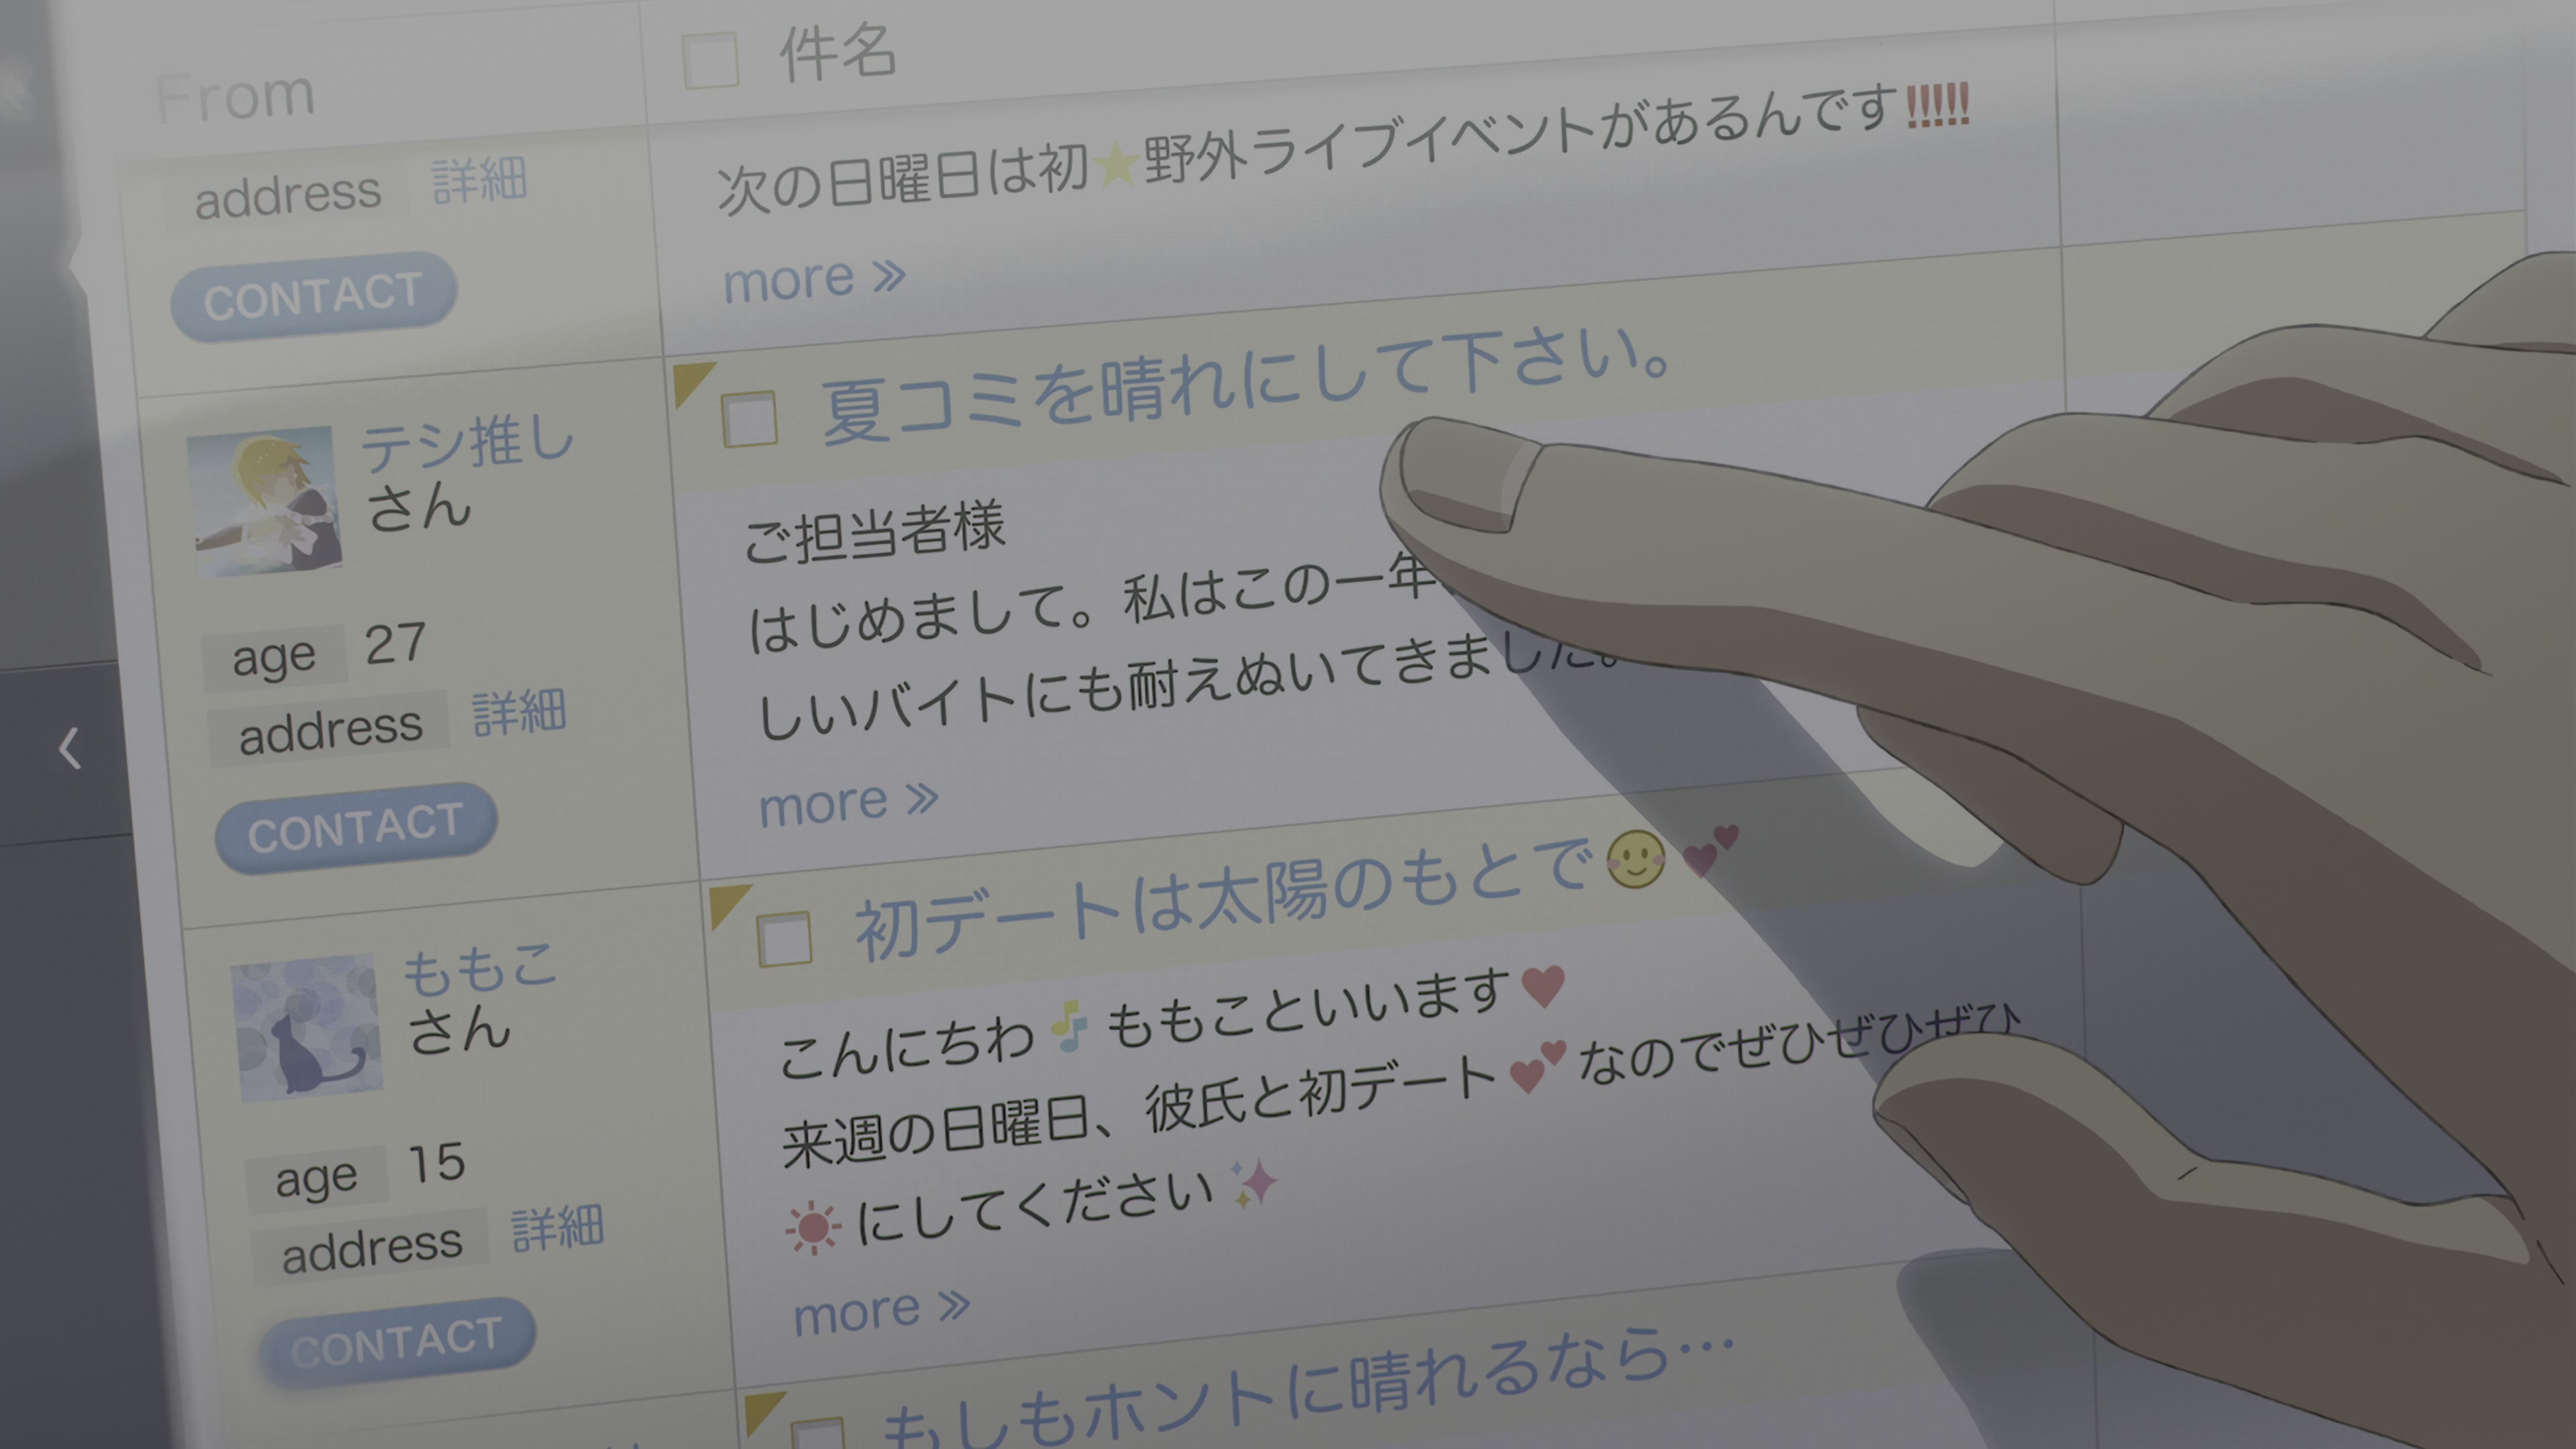 From
件名
address 詳細
CONTACT
次の日曜日は初★野外ライブイベントがあるんです!!!!!
more ≫
テシ推し
さん
age 27
address 詳細
CONTACT
夏コミを晴れにして下さい。
ご担当者様
はじめまして。私はこの一年
しいバイトにも耐えぬいてきました。
more ≫
ももこ
さん
age 15
address 詳細
CONTACT
初デートは太陽のもとで😊💕
こんにちわ🎵ももこといいます♥
来週の日曜日、彼氏と初デート💕なのでぜひぜひぜひ
☀にしてください✨
more ≫
もしもホントに晴れるなら…